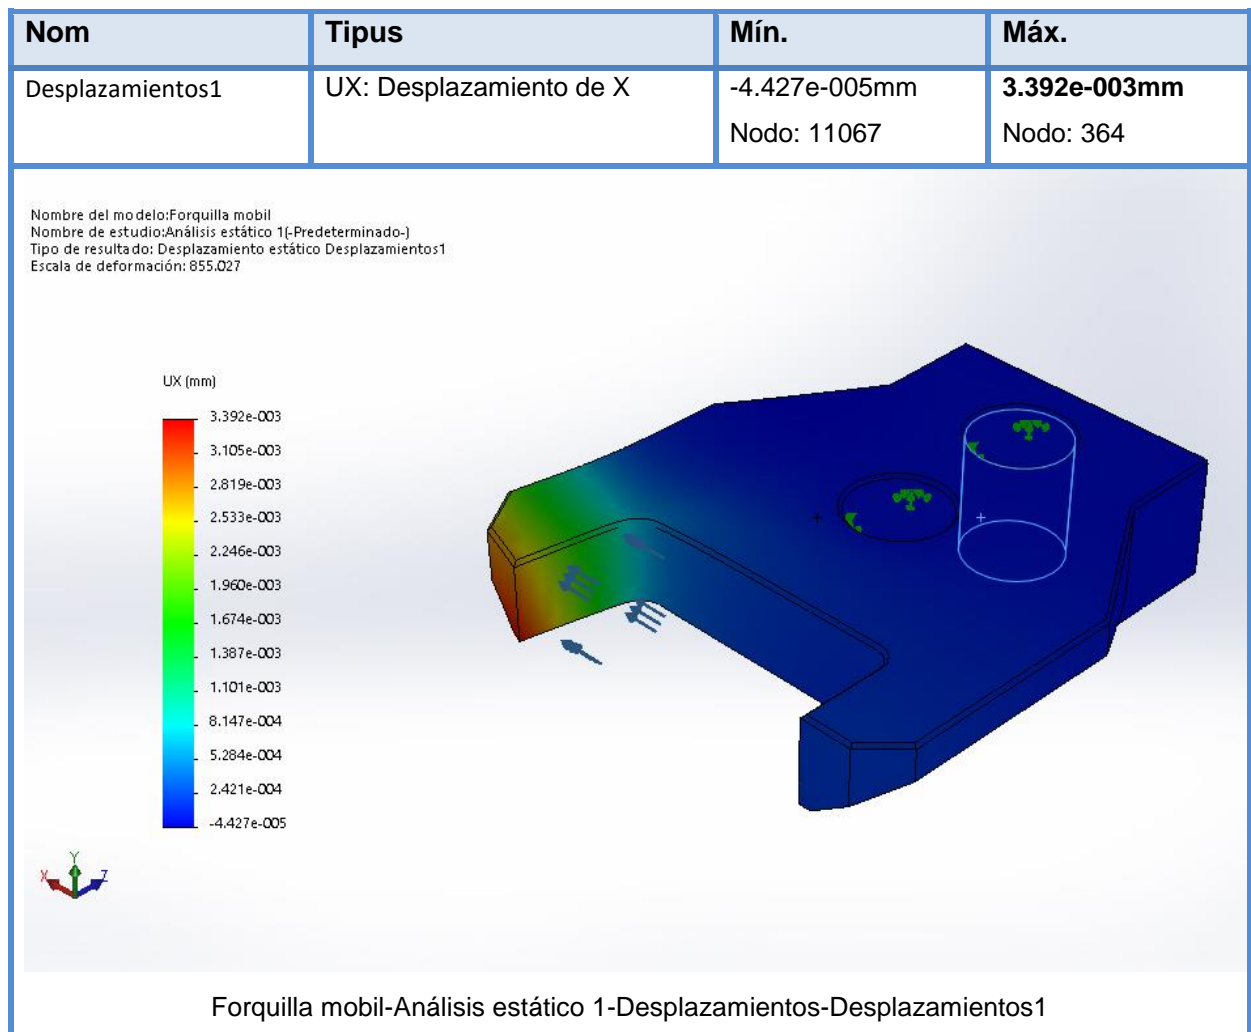 Nom Tipus Mín. Máx.
Desplazamientos1 UX: Desplazamiento de X -4.427e-005mm 3.392e-003mm
Nodo: 11067 Nodo: 364
Nombre del modelo:Forquilla mobil
Nombre de estudio:Análisis estático 1(-Predeterminado-)
Tipo de resultado: Desplazamiento estático Desplazamientos1
Escala de deformación: 855.027
UX (mm)
3.392e-003
3.105e-003
2.819e-003
2.533e-003
2.246e-003
1.960e-003
1.674e-003
1.387e-003
1.101e-003
8.147e-004
5.284e-004
2.421e-004
-4.427e-005
Y
X Z
Forquilla mobil-Análisis estático 1-Desplazamientos-Desplazamientos1